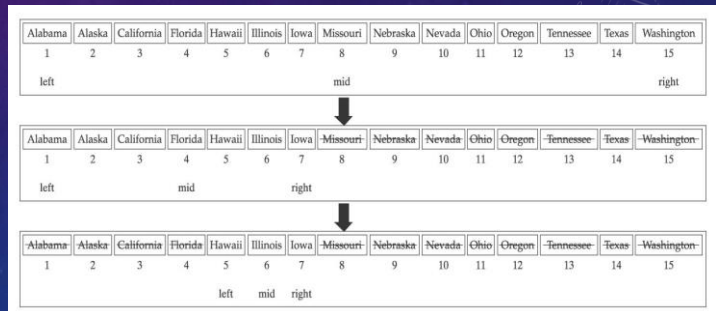 Alabama Alaska California Florida Hawaii Illinois Iowa Missouri Nebraska Nevada Ohio Oregon Tennessee Texas Washington
1 2 3 4 5 6 7 8 9 10 11 12 13 14 15
left mid right
Alabama Alaska California Florida Hawaii Illinois Iowa Missouri Nebraska Nevada Ohio Oregon Tennessee Texas Washington
1 2 3 4 5 6 7 8 9 10 11 12 13 14 15
left mid right
Alabama Alaska California Florida Hawaii Illinois Iowa Missouri Nebraska Nevada Ohio Oregon Tennessee Texas Washington
1 2 3 4 5 6 7 8 9 10 11 12 13 14 15
left mid right